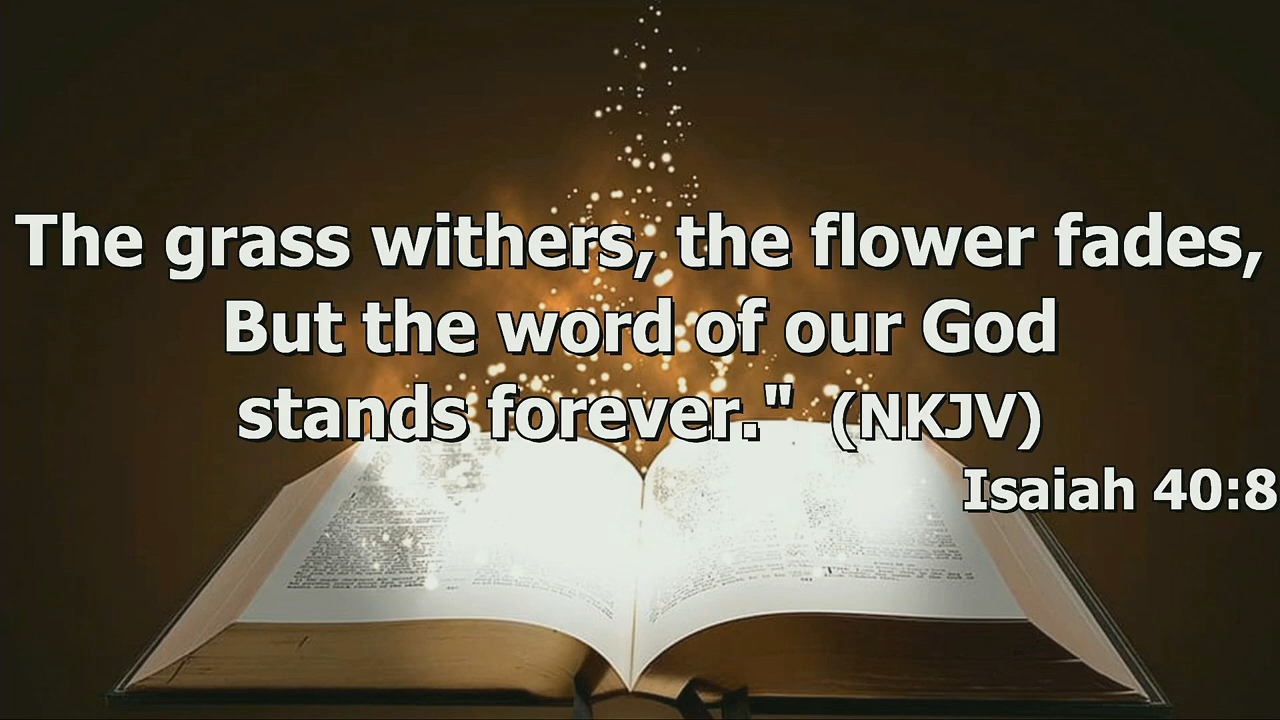 The grass withers, the flower fades,
But the word of our God
stands forever." (NKJV)
Isaiah 40:8